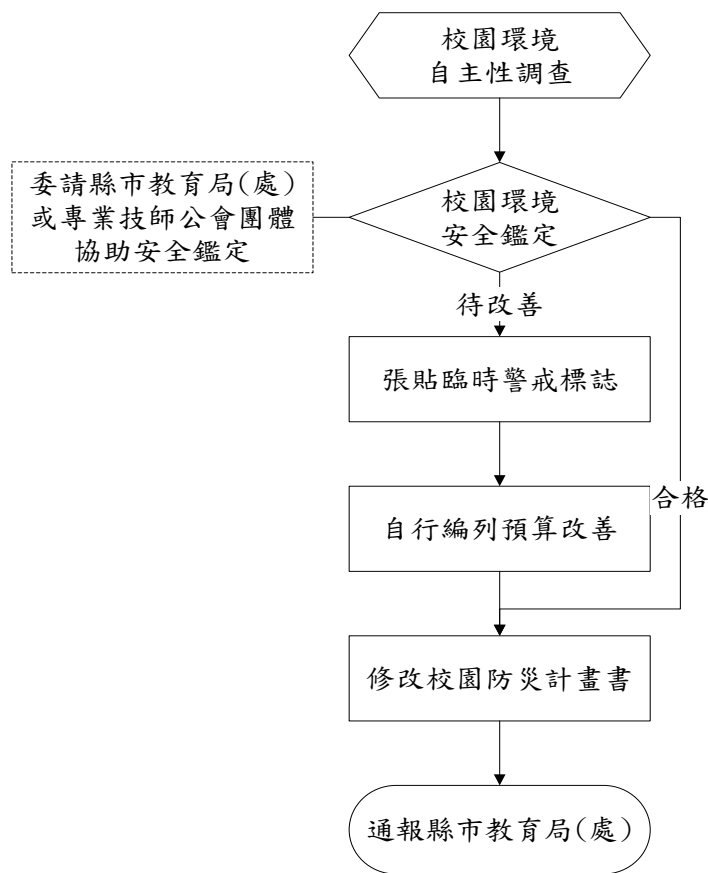 校園環境
自主性調查
委請縣市教育局(處)
或專業技師公會團體
協助安全鑑定
校園環境
安全鑑定
待改善
張貼臨時警戒標誌
合格
自行編列預算改善
修改校園防災計畫書
通報縣市教育局(處)